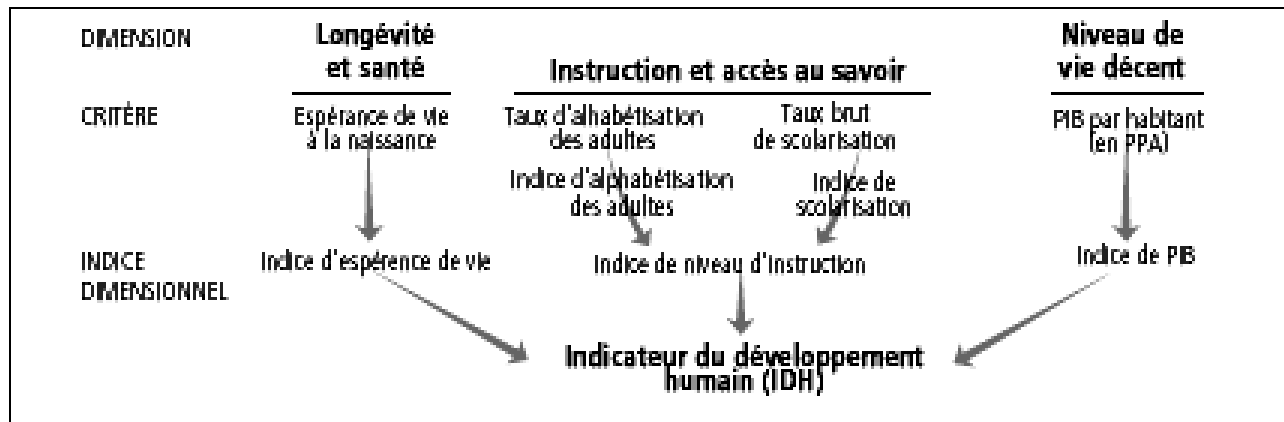 DIMENSION
Longévité
et santé
Instruction et accès au savoir
Niveau de
vie décent
CRITÈRE
Espérance de vie
à la naissance
Taux d'alhabétisation
des adultes
Taux brut
de scolarisation
PIB par habitant
(en PPA)
Indice d'alphabétisation
des adultes
Indice de
scolarisation
INDICE
DIMENSIONNEL
Indice d'espérence de vie
Indice de niveau d'instruction
Indice de PIB
Indicateur du développement
humain (IDH)